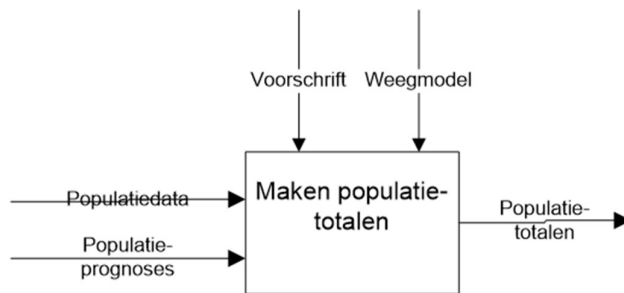 Voorschrift
Weegmodel
Populatiedata
Maken populatie-
totalen
Populatie-
prognoses
Populatie-
totalen